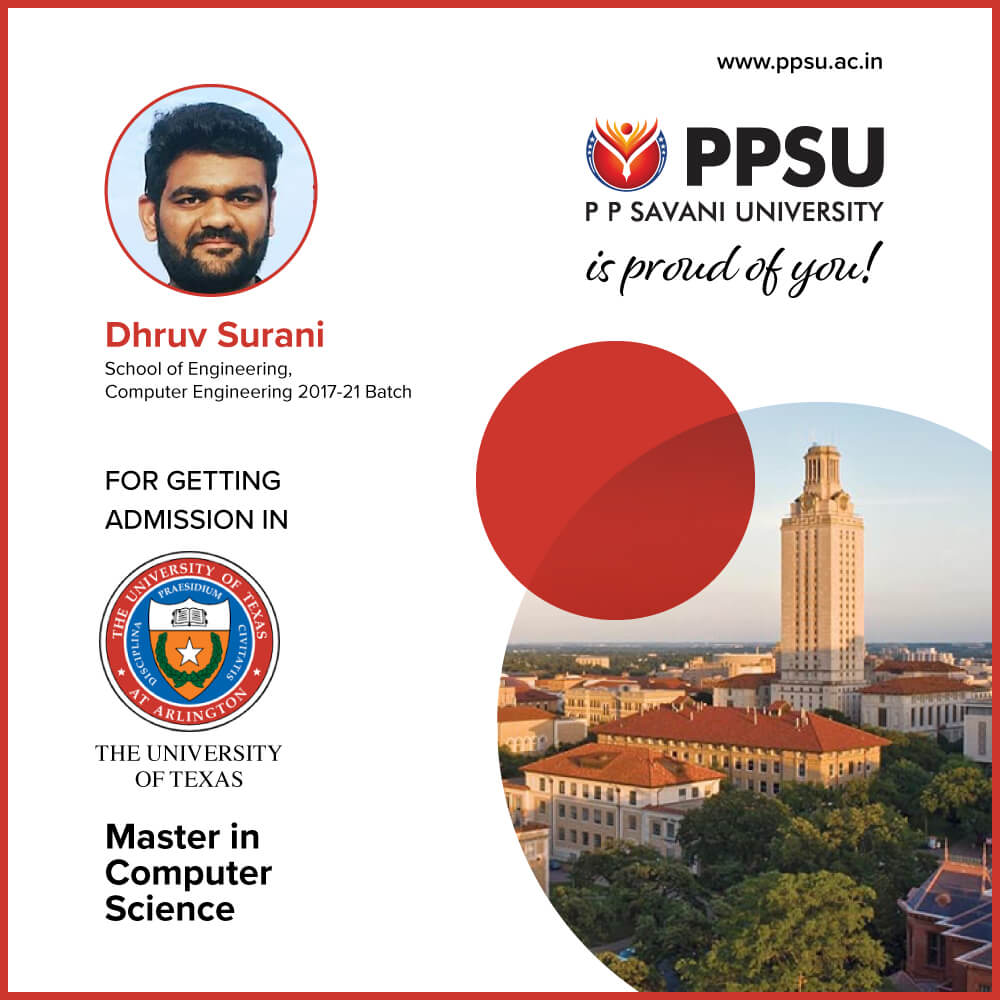 www.ppsu.ac.in
PPSU
P P SAVANI UNIVERSITY
is proud of you!
Dhruv Surani
School of Engineering,
Computer Engineering 2017-21 Batch
FOR GETTING
ADMISSION IN
THE UNIVERSITY OF TEXAS
AT ARLINGTON
DISCIPLINA PRAESIDIUM CIVITATIS
THE UNIVERSITY
OF TEXAS
Master in
Computer
Science